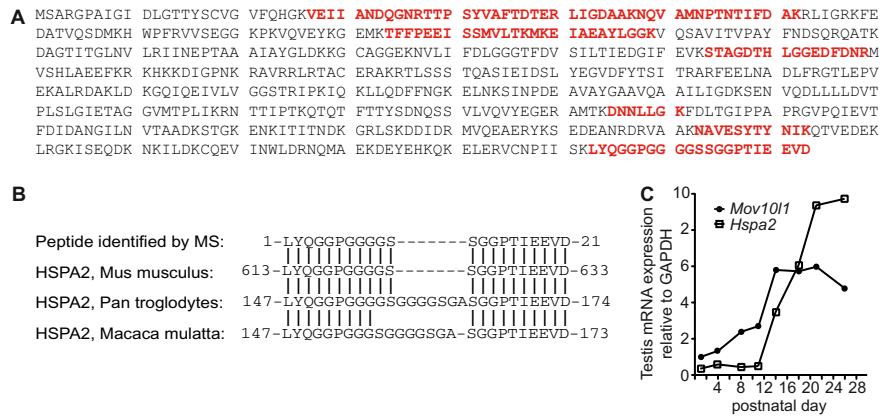 A
MSARGPAIGI DLGTTYSCVG VFQHGKVEII ANDQGNRTTP SYVAFTDTER LIGDAAKNQV AMNPTNTIFD AKRLIGRKFE
DATVQSDMKH WPFRVVSEGG KPKVQVEYKG EMKTFFPEEI SSMVLTKMKE IAEAYLGGKV QSAVITVPAY FNDSQRQATK
DAGTITGLNV LRIINEPTAA AIAYGLDKKG CAGGEKNVLI FDLGGGTFDV SILTIEDGIF EVKSTAGDTH LGGEDFDNRM
VSHLAEEFKR KHKKDIGPNK RAVRRLRTAC ERAKRTLSSS TQASIEIDSL YEGVDFYTSI TRARFEELNA DLFRGTLEPV
EKALRDAKLD KGQIQEIVLV GGSTRIPKIQ KLLQDFFNGK ELNKSINPDE AVAYGAAVQA AILIGDKSEN VQDLLLLDVT
PLSLGIETAG GVMTPLIKRN TTIPTKQTQT FTTYSDNQSS VLVQVYEGER AMTKDNNLLG KFDLTGIPPA PRGVPQIEVT
FDIDANGILN VTAADKSTGK ENKITITNDK GRLSKDDIDR MVQEAERYKS EDEANRDRVA AKNAVESYTY NIKQTVEDEK
LRGKISEQDK NKILDKCQEV INWLDRNQMA EKDEYEHKQK ELERVCNPII SKLYQGGPGG GGSSGGPTIE EVD
B
Peptide identified by MS: 1-LYQGGPGGGGS-------SGGPTIEEVD-21
HSPA2, Mus musculus: 613-LYQGGPGGGGS-------SGGPTIEEVD-633
HSPA2, Pan troglodytes: 147-LYQGGPGGGGSGGGGSGASGGPTIEEVD-174
HSPA2, Macaca mulatta: 147-LYQGGPGGGSGGGGSGA-SGGPTIEEVD-173
C
Testis mRNA expression
relative to GAPDH
10
8
6
4
2
0
Mov10l1
Hspa2
4 8 12 16 20 24 28
postnatal day